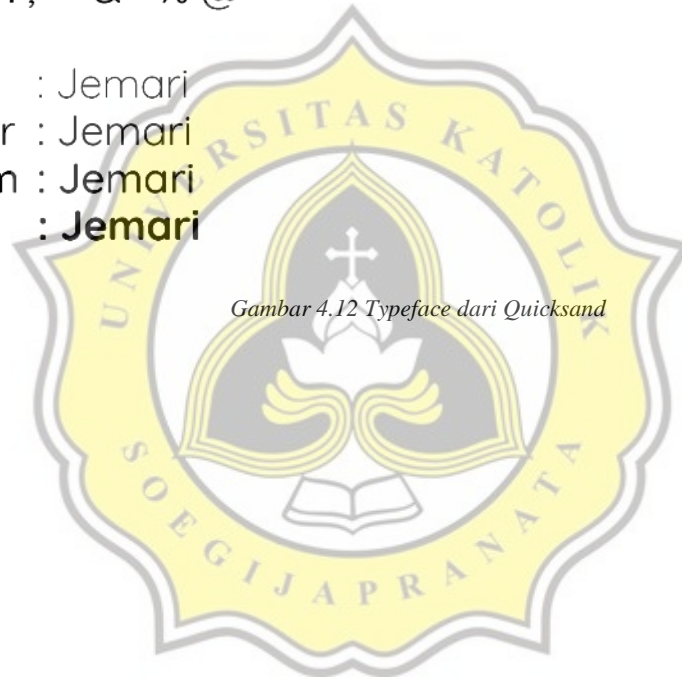 & % @
: Jemari
r : Jemari
m : Jemari
: Jemari
Gambar 4.12 Typeface dari Quicksand
UNIVERSITAS KATOLIK
SOEGIJAPRANATA